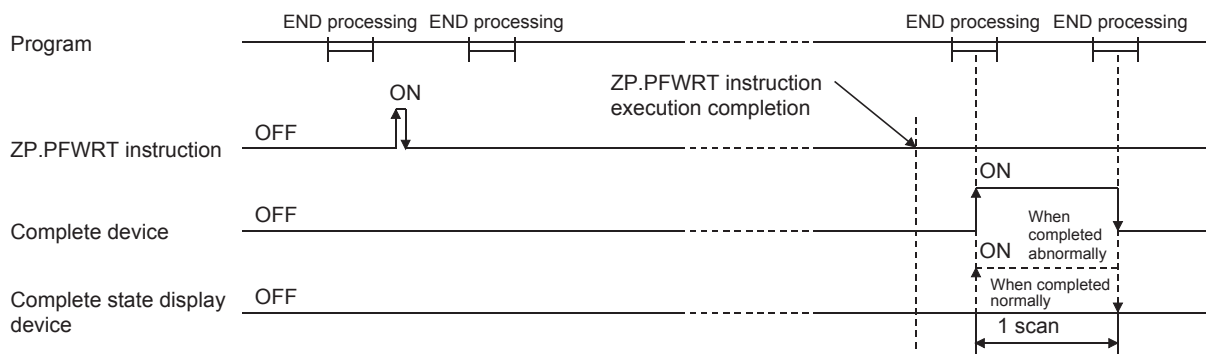 END processing END processing END processing END processing
Program
ZP.PFWRT instruction
execution completion
ON
OFF
ZP.PFWRT instruction
ON
OFF
Complete device
When
completed
abnormally
ON
OFF
When completed
normally
Complete state display
device
1 scan